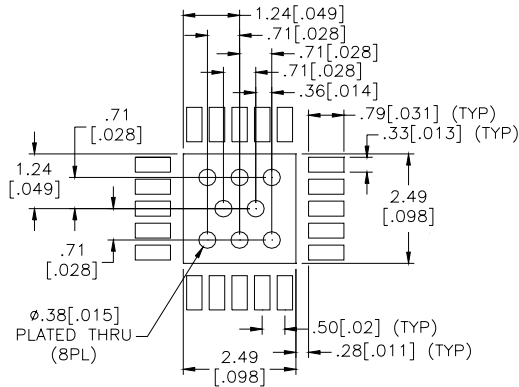 1.24[.049]
.71[.028]
.71[.028]
.71[.028]
.36[.014]
.79[.031] (TYP)
.33[.013] (TYP)
.71
[.028]
1.24
[.049]
2.49
[.098]
.71
[.028]
ø.38[.015]
PLATED THRU
(8PL)
.50[.02] (TYP)
.28[.011] (TYP)
2.49
[.098]